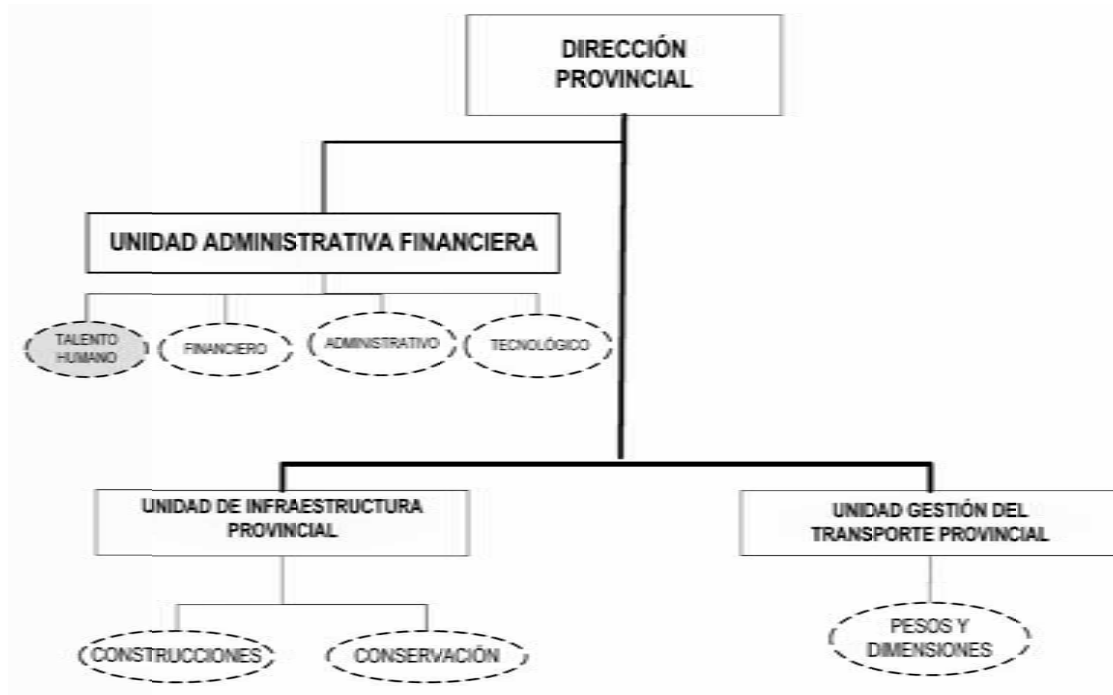 DIRECCIÓN
PROVINCIAL
UNIDAD ADMINISTRATIVA FINANCIERA
TALENTO
HUMANO
FINANCIERO
ADMINISTRATIVO
TECNOLÓGICO
UNIDAD DE INFRAESTRUCTURA
PROVINCIAL
UNIDAD GESTIÓN DEL
TRANSPORTE PROVINCIAL
CONSTRUCCIONES
CONSERVACIÓN
PESOS Y
DIMENSIONES